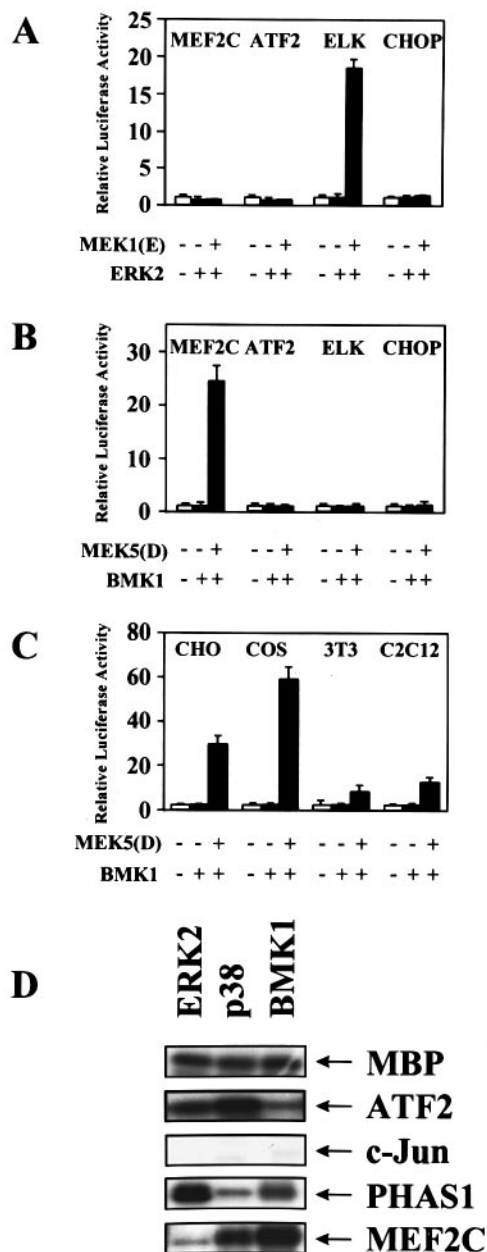 A
Relative Luciferase Activity
25
20
15
10
5
0
MEF2C ATF2 ELK CHOP
MEK1(E) - - + - - + - - + - - +
ERK2 - + + - + + - + + - + +
B
Relative Luciferase Activity
30
20
10
0
MEF2C ATF2 ELK CHOP
MEK5(D) - - + - - + - - + - - +
BMK1 - + + - + + - + + - + +
C
Relative Luciferase Activity
80
60
40
20
0
CHO COS 3T3 C2C12
MEK5(D) - - + - - + - - + - - +
BMK1 - + + - + + - + + - + +
D
ERK2 p38 BMK1
← MBP
← ATF2
← c-Jun
← PHAS1
← MEF2C